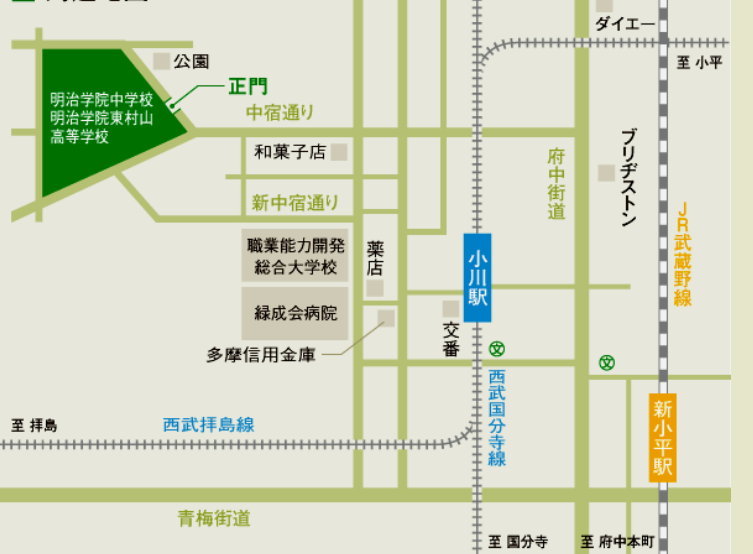 ダイエー
公園
至 小平
正門
明治学院中学校
明治学院東村山
高等学校
中宿通り
和菓子店
府中街道
ブリヂストン
新中宿通り
JR武蔵野線
職業能力開発
総合大学校
薬店
小川駅
緑成会病院
交番
多摩信用金庫
文
文
西武国分寺線
至 拝島
西武拝島線
新小平駅
青梅街道
至 国分寺
至 府中本町